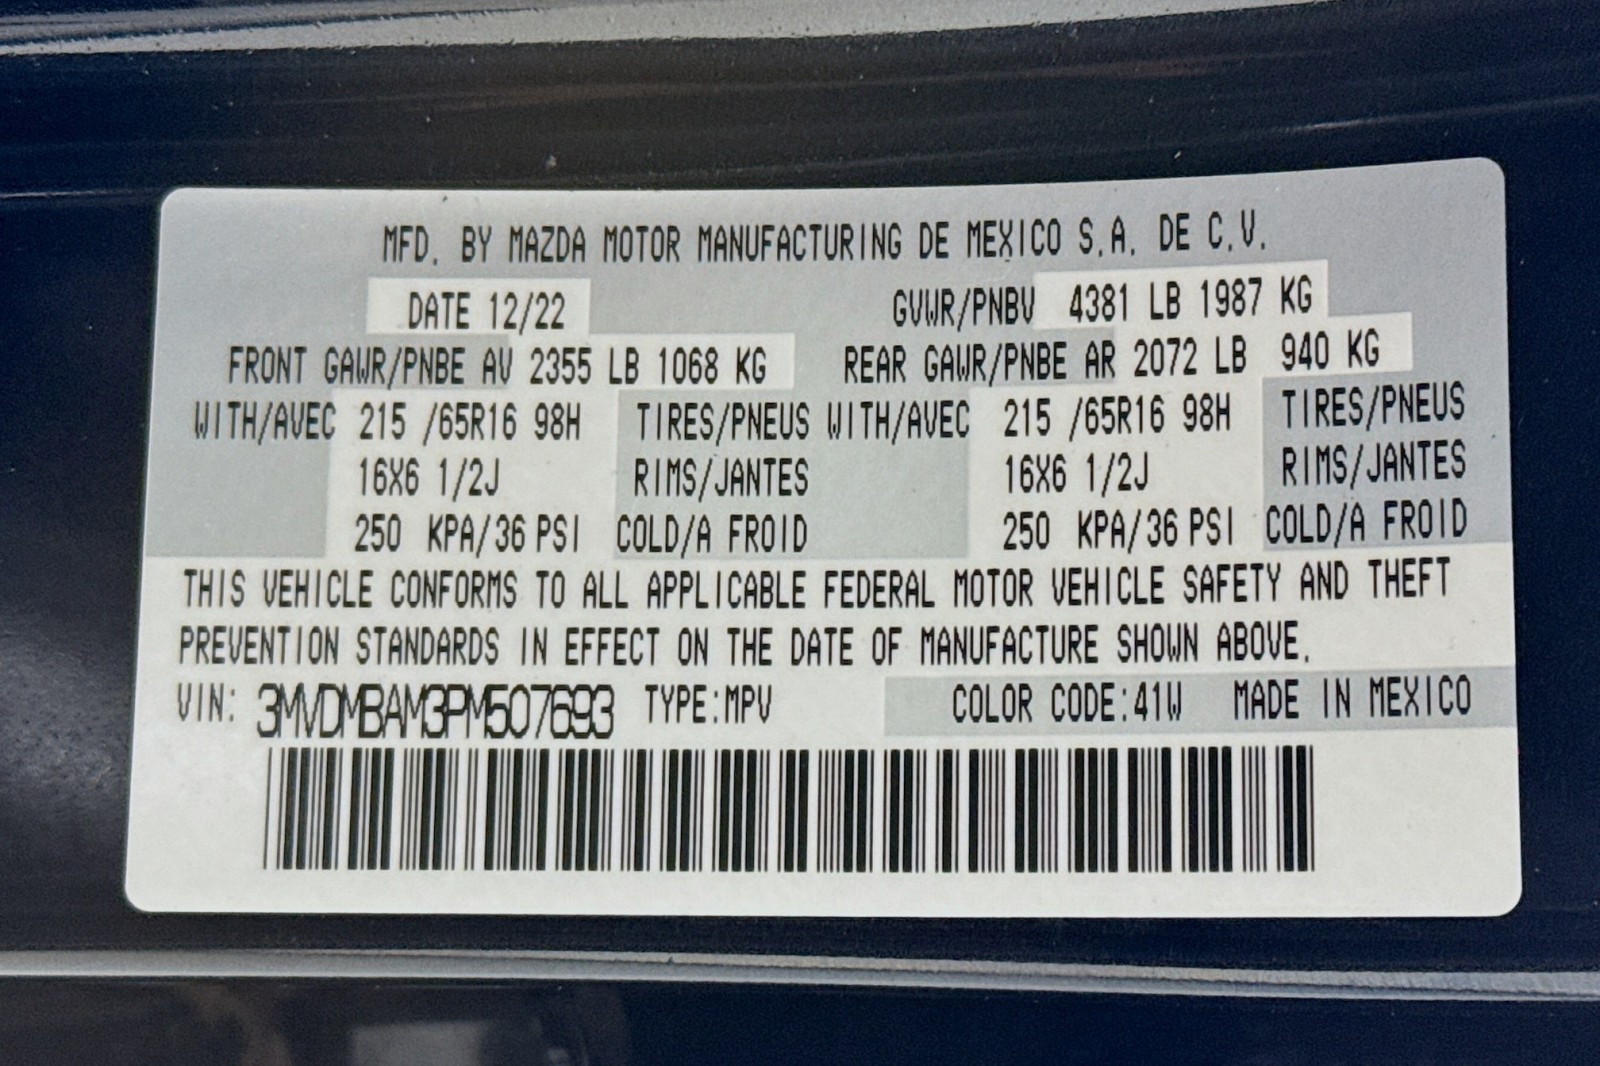 MFD. BY MAZDA MOTOR MANUFACTURING DE MEXICO S.A. DE C.V.
DATE 12/22 GVWR/PNBV 4381 LB 1987 KG
FRONT GAWR/PNBE AV 2355 LB 1068 KG REAR GAWR/PNBE AR 2072 LB 940 KG
WITH/AVEC 215 /65R16 98H TIRES/PNEUS WITH/AVEC 215 /65R16 98H TIRES/PNEUS
16X6 1/2J RIMS/JANTES 16X6 1/2J RIMS/JANTES
250 KPA/36 PSI COLD/A FROID 250 KPA/36 PSI COLD/A FROID
THIS VEHICLE CONFORMS TO ALL APPLICABLE FEDERAL MOTOR VEHICLE SAFETY AND THEFT
PREVENTION STANDARDS IN EFFECT ON THE DATE OF MANUFACTURE SHOWN ABOVE.
VIN: 3MVDMBAM3PM507693 TYPE:MPV COLOR CODE:41W MADE IN MEXICO